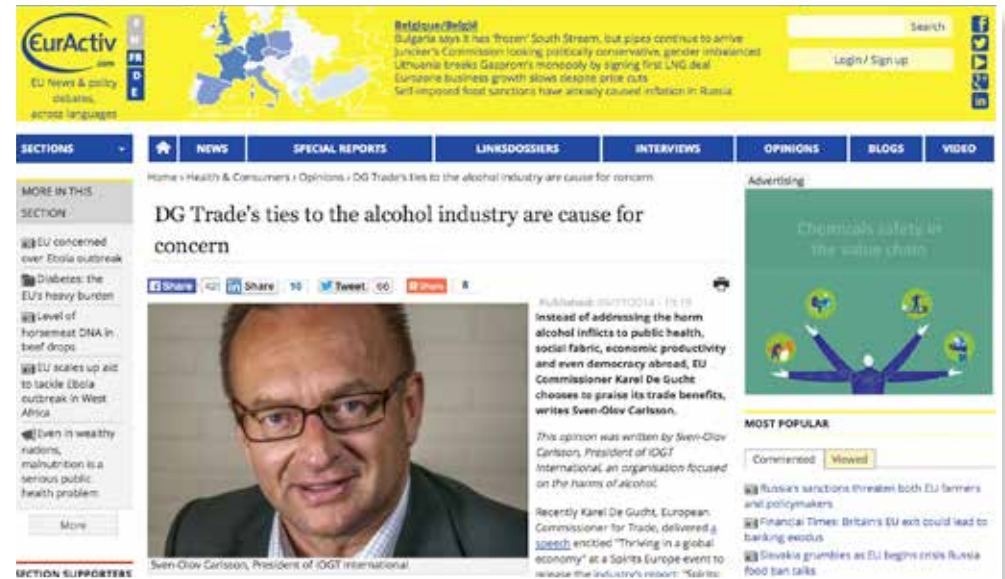 EurActiv
.com
EU News & policy
debates,
across languages
FR
D
E
Belgique/België
Bulgaria says it has 'frozen' South Stream, but pipes continue to arrive
Juncker's Commission looking politically conservative, gender imbalanced
Lithuania breaks Gazprom's monopoly by signing first LNG deal
Eurozone business growth slows despite price cuts
Self-imposed food sanctions have already caused inflation in Russia
Search
Login / Sign up
SECTIONS
NEWS
SPECIAL REPORTS
LINKSDOSSIERS
INTERVIEWS
OPINIONS
BLOGS
VIDEO
MORE IN THIS
SECTION
EU concerned
over Ebola outbreak
Diabetes: the
EU's heavy burden
Level of
horsemeat DNA in
beef drops
EU scales up aid
to tackle Ebola
outbreak in West
Africa
Even in wealthy
nations,
malnutrition is a
serious public
health problem
More
SECTION SUPPORTERS
Home › Health & Consumers › Opinions › DG Trade's ties to the alcohol industry are cause for concern
DG Trade's ties to the alcohol industry are cause for
concern
Share 421 Share 10 Tweet 66 Share 8
Published:
Instead of addressing the harm
alcohol inflicts to public health,
social fabric, economic productivity
and even democracy abroad, EU
Commissioner Karel De Gucht
chooses to praise its trade benefits,
writes Sven-Olov Carlsson.
This opinion was written by Sven-Olov
Carlsson, President of IOGT
International, an organisation focused
on the harms of alcohol.
Recently Karel De Gucht, European
Commissioner for Trade, delivered a
speech entitled "Thriving in a global
economy" at a Spirits Europe event to
release the industry's report: "Spirits:
Sven-Olov Carlsson, President of IOGT International
Advertising
Chemicals safety in
the value chain
MOST POPULAR
Commented
Viewed
Russia's sanctions threaten both EU farmers
and policymakers
Financial Times: Britain's EU exit could lead to
banking exodus
Slovakia grumbles as EU begins crisis Russia
food ban talks